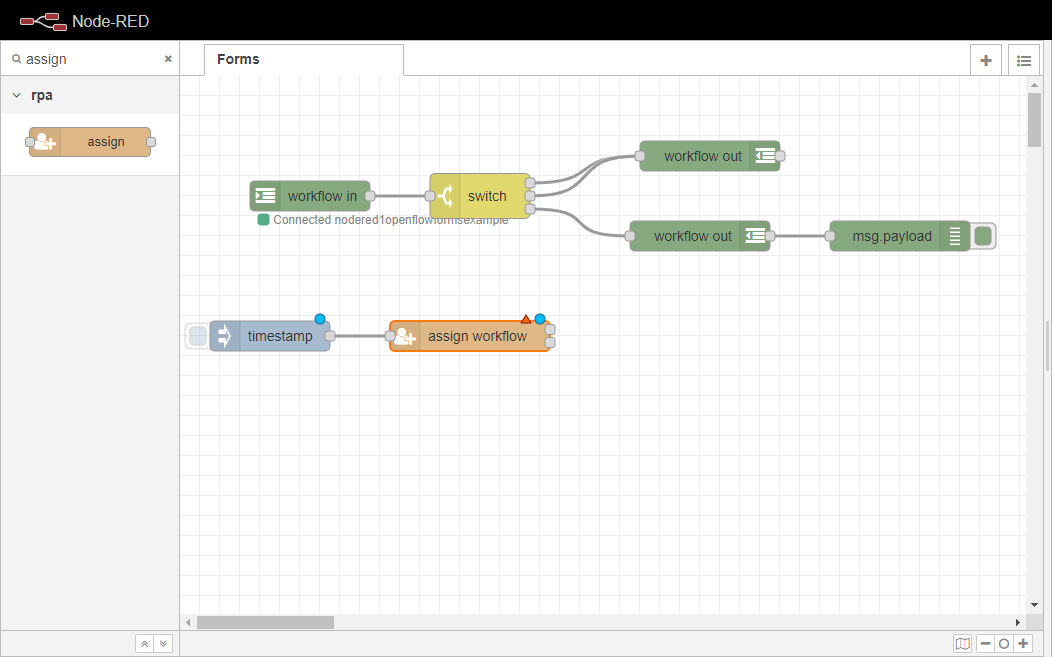 Node-RED
assign
Forms
rpa
assign
workflow out
workflow in
switch
Connected nodered1openflowformsexample
workflow out
msg.payload
timestamp
assign workflow